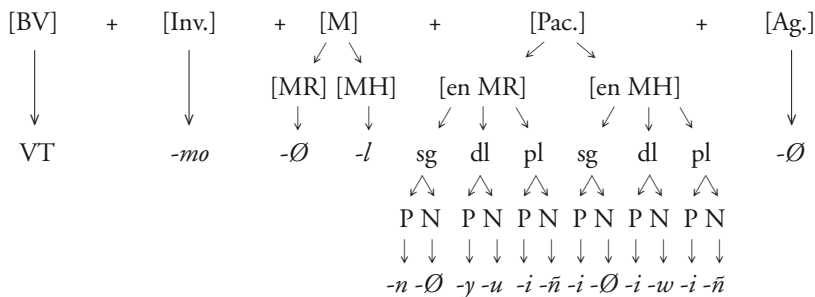 [BV] + [Inv.] + [M] + [Pac.] + [Ag.]
[MR] [MH] [en MR] [en MH]
VT -mo -Ø -l sg dl pl sg dl pl -Ø
P N P N P N P N P N P N
-n -Ø -y -u -i -ñ -i -Ø -i -w -i -ñ